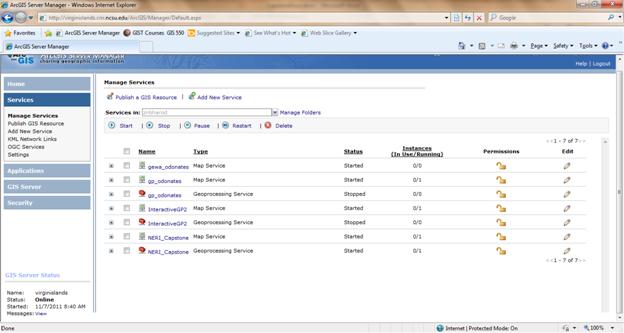 ArcGIS Server Manager - Windows Internet Explorer
http://virginislands.cnr.ncsu.edu/ArcGIS/Manager/Default.aspx
Google
Favorites ArcGIS Server Manager GIST Courses GIS 550 Suggested Sites See What's Hot Web Slice Gallery
ArcGIS Server Manager
Page Safety Tools
GIS sharing geographic information
Help | Logout
Home
Services
Manage Services
Publish GIS Resource
Add New Service
KML Network Links
OGC Services
Settings
Applications
GIS Server
Security
GIS Server Status
Name: virginislands
Status: Online
Started: 11/7/2011 8:04 AM
Messages: View
Manage Services
Publish a GIS Resource | Add New Service
Services in: Manage Folders
Start | Stop | Pause | Restart | Delete
<<1 - 7 of 7>>
Name Type Status Instances (In Use/Running) Permissions Edit
gewa_odonates Map Service Started 0/0
gp_odonates Map Service Started 0/1
gp_odonates Geoprocessing Service Stopped 0/0
InteractiveGP2 Map Service Started 0/1
InteractiveGP2 Geoprocessing Service Stopped 0/0
NERI_Capstone Map Service Started 0/1
NERI_Capstone Geoprocessing Service Started 0/1
<<1 - 7 of 7>>
Done
Internet | Protected Mode: On
100%